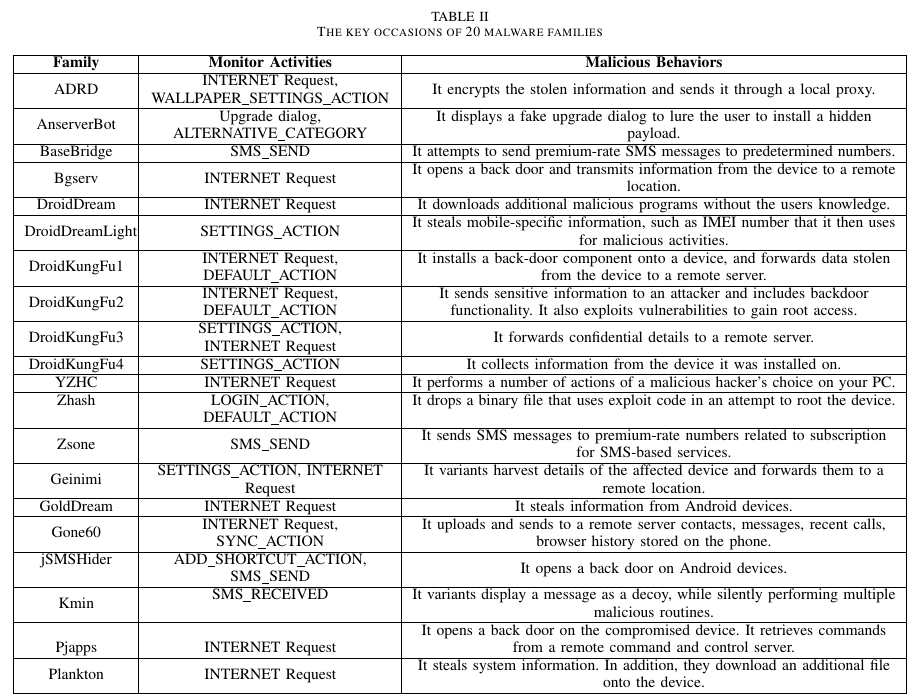 TABLE II
THE KEY OCCASIONS OF 20 MALWARE FAMILIES
Family Monitor Activities Malicious Behaviors
ADRD
INTERNET Request,
WALLPAPER_SETTINGS_ACTION
It encrypts the stolen information and sends it through a local proxy.
AnserverBot
Upgrade dialog,
ALTERNATIVE_CATEGORY
It displays a fake upgrade dialog to lure the user to install a hidden
payload.
BaseBridge SMS_SEND It attempts to send premium-rate SMS messages to predetermined numbers.
Bgserv INTERNET Request
It opens a back door and transmits information from the device to a remote
location.
DroidDream INTERNET Request It downloads additional malicious programs without the users knowledge.
DroidDreamLight SETTINGS_ACTION
It steals mobile-specific information, such as IMEI number that it then uses
for malicious activities.
DroidKungFu1
INTERNET Request,
DEFAULT_ACTION
It installs a back-door component onto a device, and forwards data stolen
from the device to a remote server.
DroidKungFu2
INTERNET Request,
DEFAULT_ACTION
It sends sensitive information to an attacker and includes backdoor
functionality. It also exploits vulnerabilities to gain root access.
DroidKungFu3
SETTINGS_ACTION,
INTERNET Request
It forwards confidential details to a remote server.
DroidKungFu4 SETTINGS_ACTION It collects information from the device it was installed on.
YZHC INTERNET Request It performs a number of actions of a malicious hacker's choice on your PC.
Zhash
LOGIN_ACTION,
DEFAULT_ACTION
It drops a binary file that uses exploit code in an attempt to root the device.
Zsone SMS_SEND
It sends SMS messages to premium-rate numbers related to subscription
for SMS-based services.
Geinimi
SETTINGS_ACTION, INTERNET
Request
It variants harvest details of the affected device and forwards them to a
remote location.
GoldDream INTERNET Request It steals information from Android devices.
Gone60
INTERNET Request,
SYNC_ACTION
It uploads and sends to a remote server contacts, messages, recent calls,
browser history stored on the phone.
jSMSHider
ADD_SHORTCUT_ACTION,
SMS_SEND
It opens a back door on Android devices.
Kmin
SMS_RECEIVED
It variants display a message as a decoy, while silently performing multiple
malicious routines.
Pjapps INTERNET Request
It opens a back door on the compromised device. It retrieves commands
from a remote command and control server.
Plankton INTERNET Request
It steals system information. In addition, they download an additional file
onto the device.